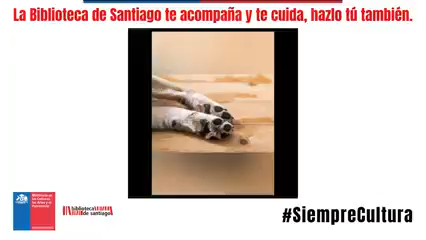 La Biblioteca de Santiago te acompaña y te cuida, hazlo tú también.
biblioteca
de santiago
#SiempreCultura